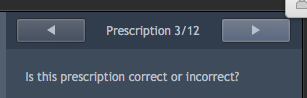 Prescription 3/12
Is this prescription correct or incorrect?